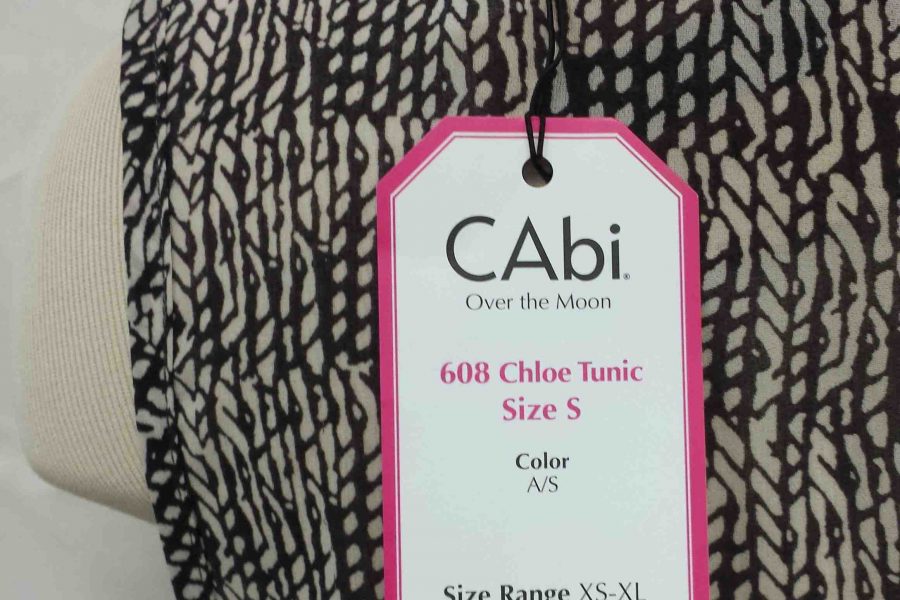 CAbi®
Over the Moon
608 Chloe Tunic
Size S
Color
A/S
Size Range XS-XL